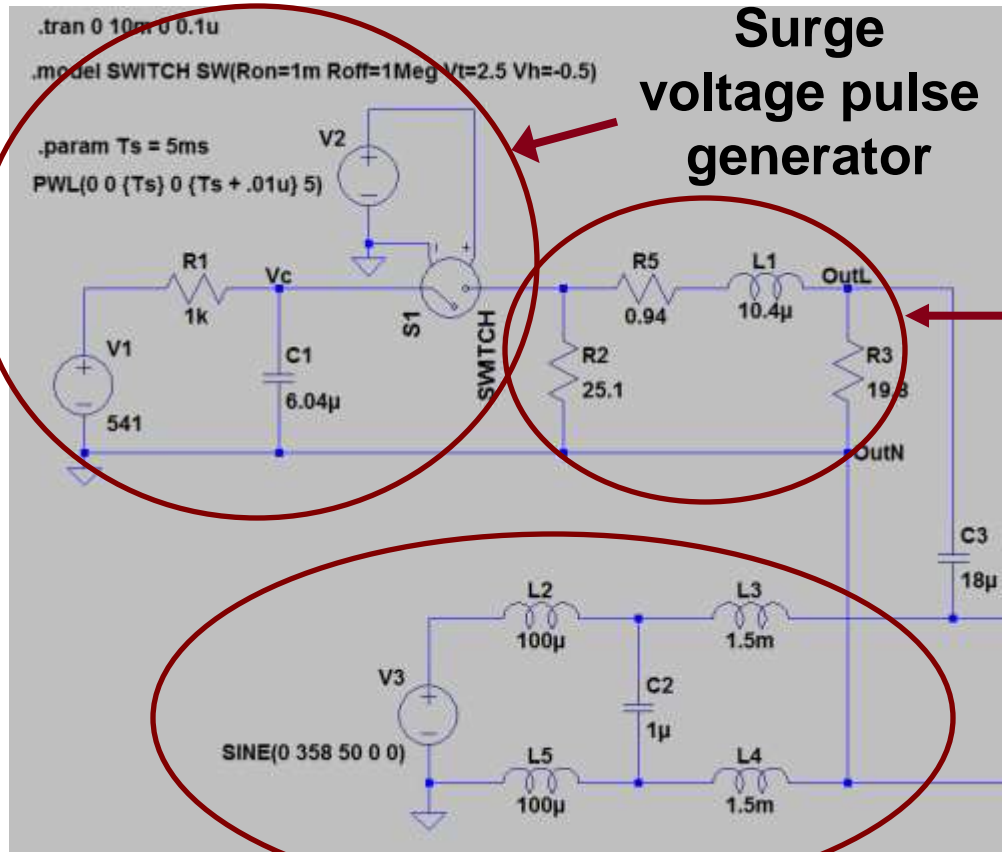 .tran 0 10m 0 0.1u
.model SWITCH SW(Ron=1m Roff=1Meg Vt=2.5 Vh=-0.5)
.param Ts = 5ms
PWL(0 0 {Ts} 0 {Ts + .01u} 5)
Surge
voltage pulse
generator
V2
R1
1k
Vc
V1
541
C1
6.04µ
S1
SWITCH
R5
0.94
L1
10.4µ
OutL
R2
25.1
R3
19.8
OutN
C3
18µ
L2
100µ
L3
1.5m
V3
SINE(0 358 50 0 0)
C2
1µ
L5
100µ
L4
1.5m